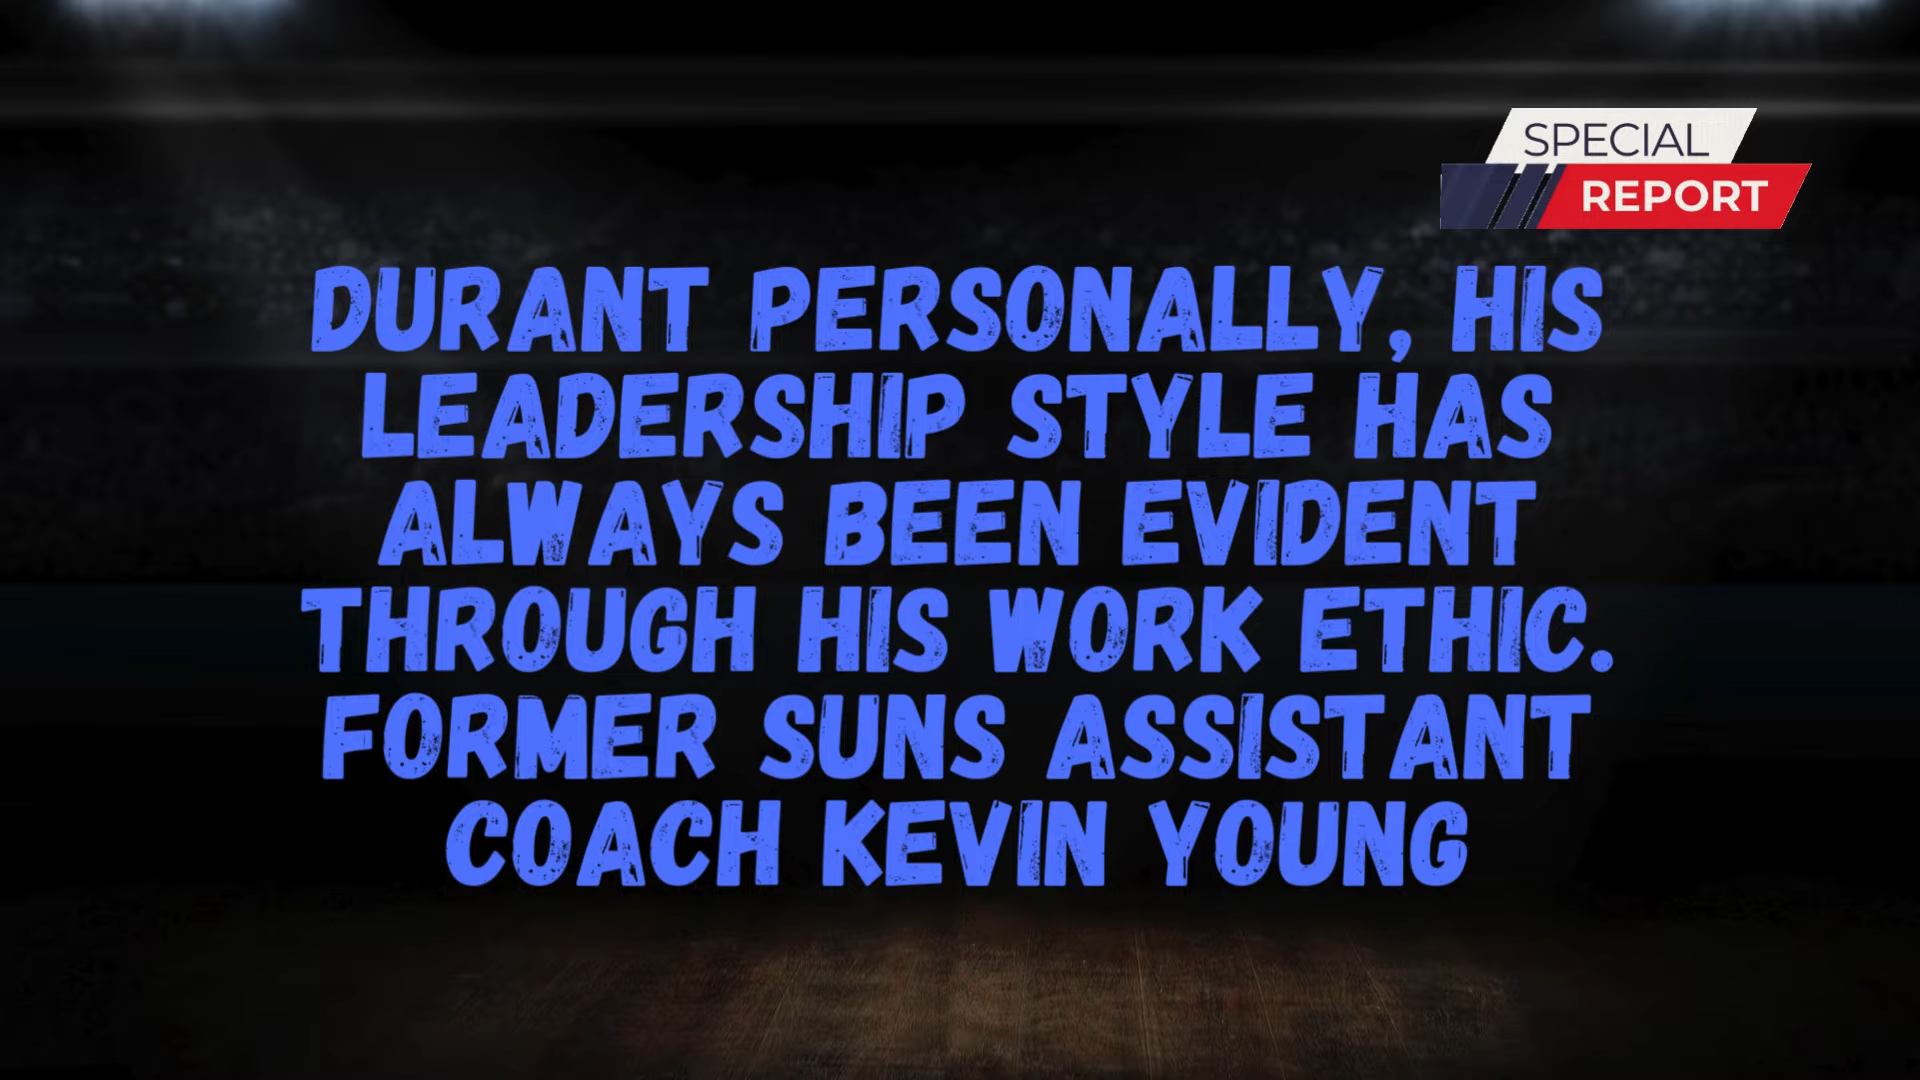 SPECIAL
REPORT
DURANT PERSONALLY, HIS
LEADERSHIP STYLE HAS
ALWAYS BEEN EVIDENT
THROUGH HIS WORK ETHIC.
FORMER SUNS ASSISTANT
COACH KEVIN YOUNG